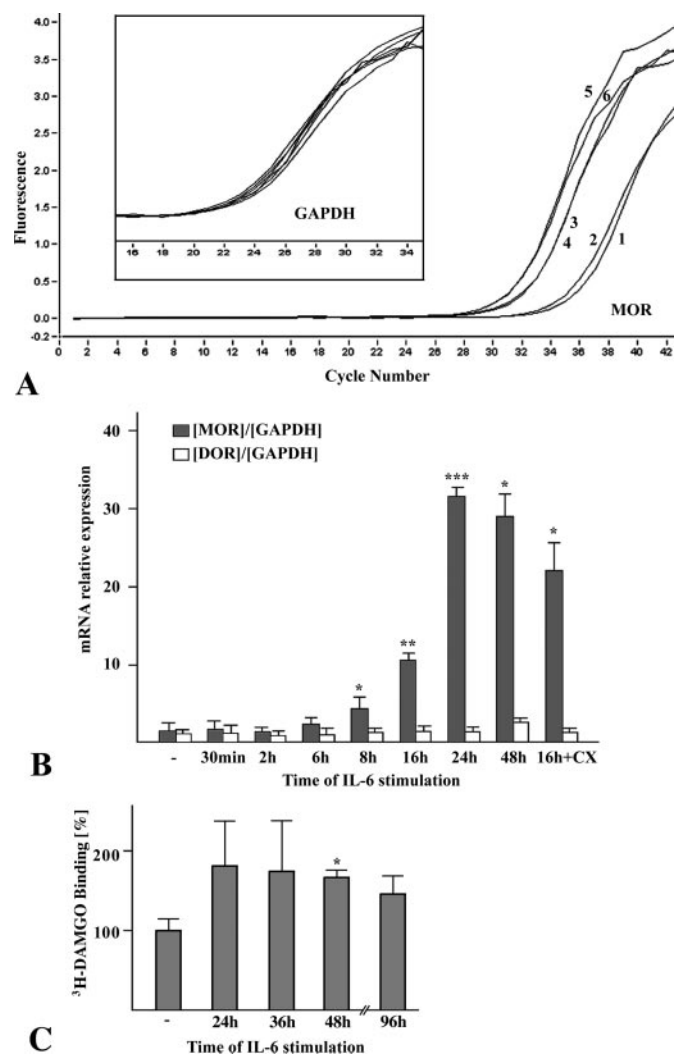 4.0
3.5
3.0
2.5
2.0
1.5
1.0
0.5
0.0
-0.2
Fluorescence
GAPDH
16 18 20 22 24 26 28 30 32 34
5
6
3
4
2
1
MOR
0 2 4 6 8 10 12 14 16 18 20 22 24 26 28 30 32 34 36 38 40 42
Cycle Number
A
[MOR]/[GAPDH]
[DOR]/[GAPDH]
mRNA relative expression
40
30
20
10
* ** *** * *
- 30min 2h 6h 8h 16h 24h 48h 16h+CX
Time of IL-6 stimulation
B
³H-DAMGO Binding [%]
200
100
*
- 24h 36h 48h // 96h
Time of IL-6 stimulation
C